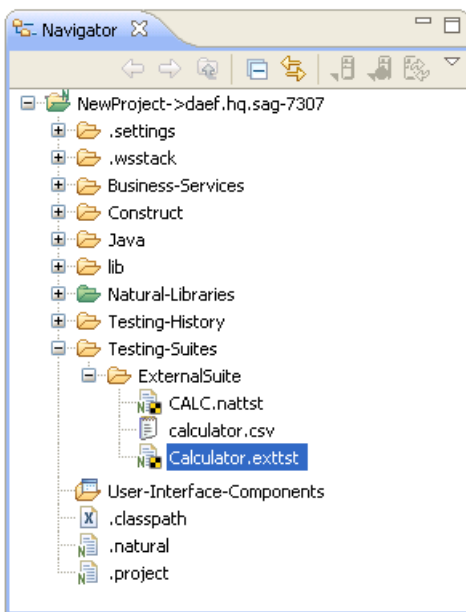 Navigator
NewProject->daef.hq.sag-7307
.settings
.wsstack
Business-Services
Construct
Java
lib
Natural-Libraries
Testing-History
Testing-Suites
ExternalSuite
CALC.nattst
calculator.csv
Calculator.exttst
User-Interface-Components
.classpath
.natural
.project